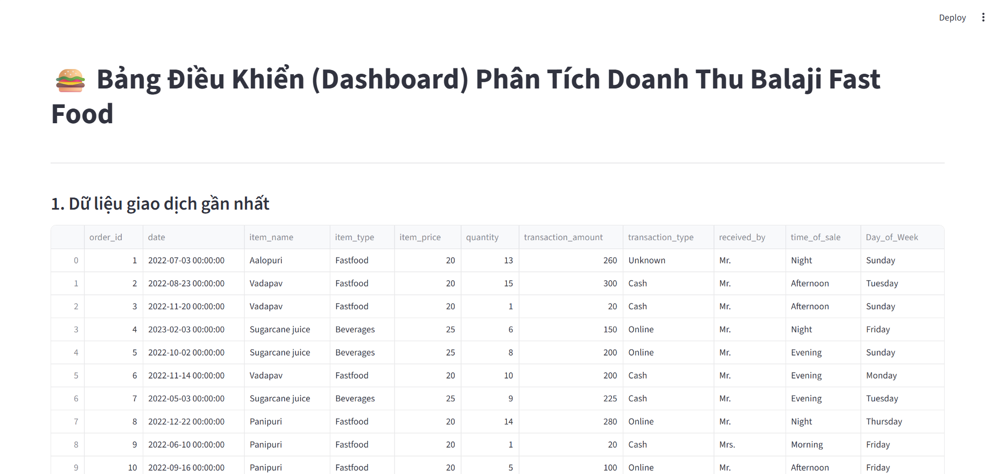 Deploy
Bảng Điều Khiển (Dashboard) Phân Tích Doanh Thu Balaji Fast
Food
1. Dữ liệu giao dịch gần nhất
order_id date item_name item_type item_price quantity transaction_amount transaction_type received_by time_of_sale Day_of_Week
0 1 2022-07-03 00:00:00 Aalopuri Fastfood 20 13 260 Unknown Mr. Night Sunday
1 2 2022-08-23 00:00:00 Vadapav Fastfood 20 15 300 Cash Mr. Afternoon Tuesday
2 3 2022-11-20 00:00:00 Vadapav Fastfood 20 1 20 Cash Mr. Afternoon Sunday
3 4 2023-02-03 00:00:00 Sugarcane juice Beverages 25 6 150 Online Mr. Night Friday
4 5 2022-10-02 00:00:00 Sugarcane juice Beverages 25 8 200 Online Mr. Evening Sunday
5 6 2022-11-14 00:00:00 Vadapav Fastfood 20 10 200 Cash Mr. Evening Monday
6 7 2022-05-03 00:00:00 Sugarcane juice Beverages 25 9 225 Cash Mr. Evening Tuesday
7 8 2022-12-22 00:00:00 Panipuri Fastfood 20 14 280 Online Mr. Night Thursday
8 9 2022-06-10 00:00:00 Panipuri Fastfood 20 1 20 Cash Mrs. Morning Friday
9 10 2022-09-16 00:00:00 Panipuri Fastfood 20 5 100 Online Mr. Afternoon Friday